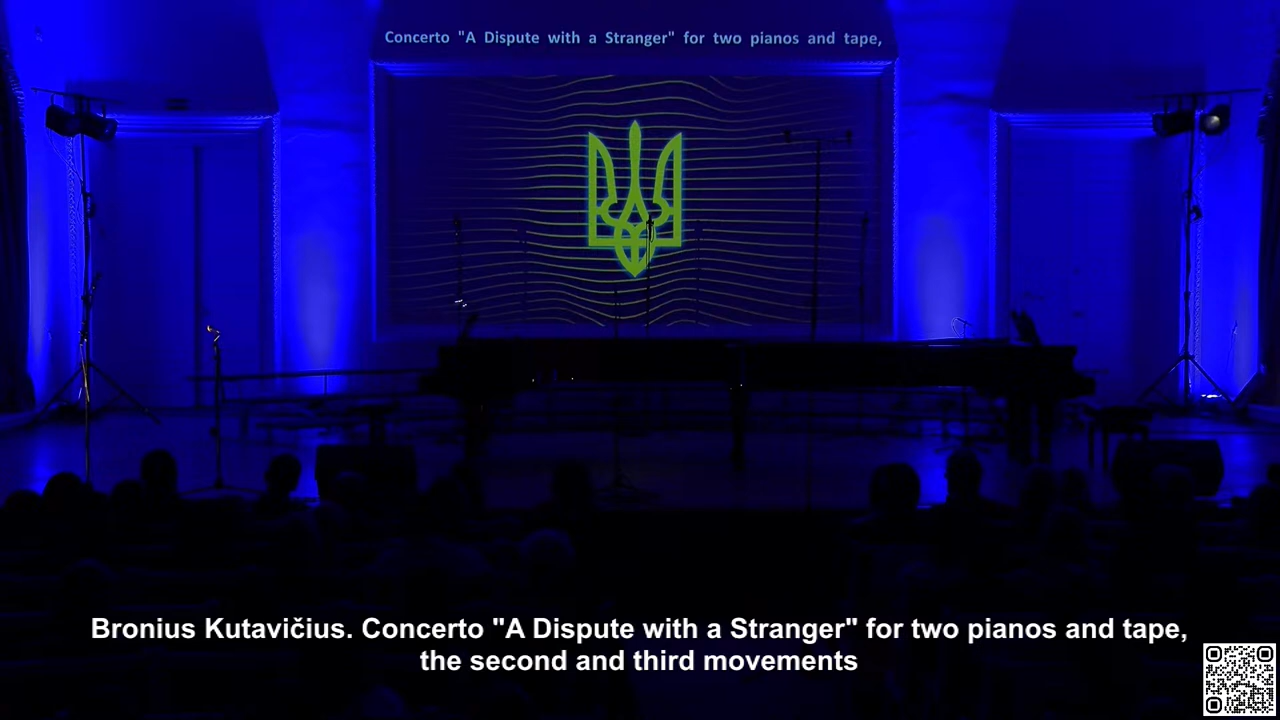 Concerto "A Dispute with a Stranger" for two pianos and tape,
Bronius Kutavičius. Concerto "A Dispute with a Stranger" for two pianos and tape,
the second and third movements